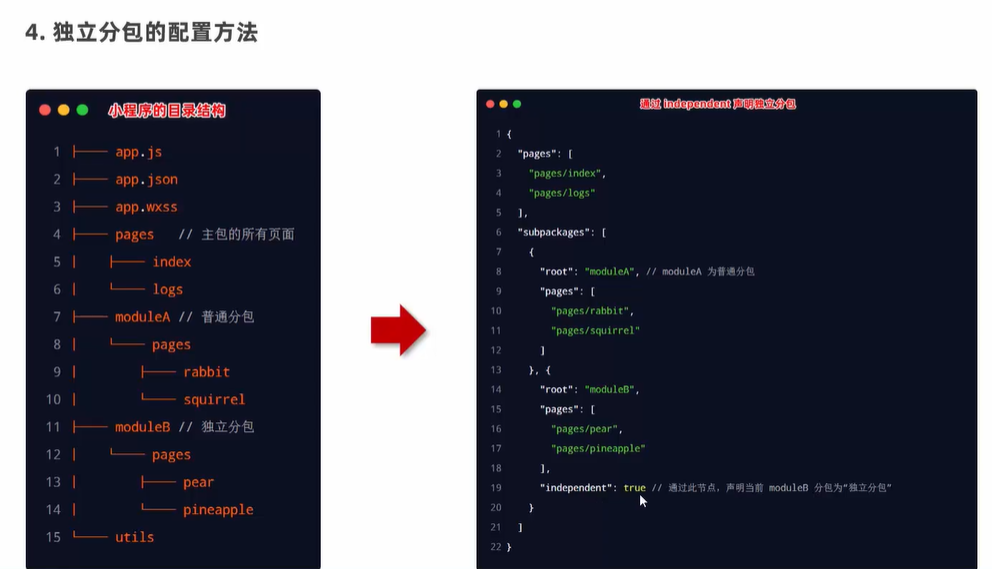 4. 独立分包的配置方法
小程序的目录结构
1 ├── app.js
2 ├── app.json
3 ├── app.wxss
4 ├── pages // 主包的所有页面
5 │ ├── index
6 │ └── logs
7 ├── moduleA // 普通分包
8 │ └── pages
9 │ ├── rabbit
10 │ └── squirrel
11 ├── moduleB // 独立分包
12 │ └── pages
13 │ ├── pear
14 │ └── pineapple
15 └── utils
通过 independent 声明独立分包
1 {
2 "pages": [
3 "pages/index",
4 "pages/logs"
5 ],
6 "subpackages": [
7 {
8 "root": "moduleA", // moduleA 为普通分包
9 "pages": [
10 "pages/rabbit",
11 "pages/squirrel"
12 ]
13 }, {
14 "root": "moduleB",
15 "pages": [
16 "pages/pear",
17 "pages/pineapple"
18 ],
19 "independent": true // 通过此节点，声明当前 moduleB 分包为“独立分包”
20 }
21 ]
22 }